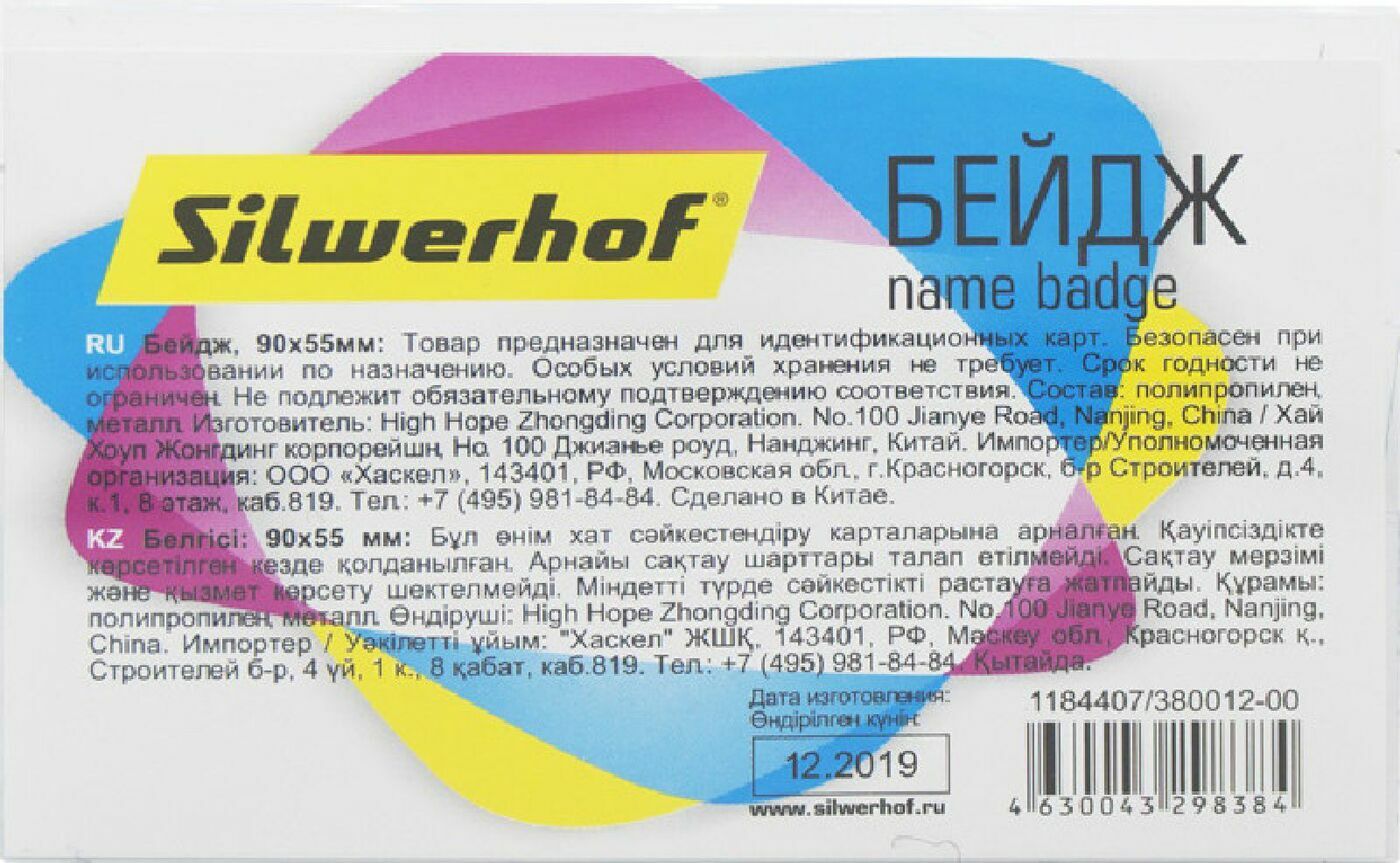 Silwerhof®
БЕЙДЖ
name badge
RU Бейдж, 90х55мм: Товар предназначен для идентификационных карт. Безопасен при
использовании по назначению. Особых условий хранения не требует. Срок годности не
ограничен. Не подлежит обязательному подтверждению соответствия. Состав: полипропилен,
металл. Изготовитель: High Hope Zhongding Corporation. No.100 Jianye Road, Nanjing, China / Хай
Хоуп Жонгдинг корпорейшн, Но. 100 Джианье роуд, Нанджинг, Китай. Импортер/Уполномоченная
организация: ООО «Хаскел», 143401, РФ, Московская обл., г.Красногорск, б-р Строителей, д.4,
к.1, 8 этаж, каб.819. Тел.: +7 (495) 981-84-84. Сделано в Китае.
KZ Белгісі: 90х55 мм: Бұл өнім хат сәйкестендіру карталарына арналған. Қауіпсіздікте
көрсетілген кезде қолданылған. Арнайы сақтау шарттары талап етілмейді. Сақтау мерзімі
және қызмет көрсету шектелмейді. Міндетті түрде сәйкестікті растауға жатпайды. Құрамы:
полипропилен, металл. Өндіруші: High Hope Zhongding Corporation. No.100 Jianye Road, Nanjing,
China. Импортер / Уәкілетті ұйым: "Хаскел" ЖШҚ, 143401, РФ, Мәскеу обл., Красногорск қ.,
Строителей б-р, 4 үй, 1 к., 8 қабат, каб.819. Тел.: +7 (495) 981-84-84. Қытайда.
Дата изготовления:
Өндірілген күнін:
12.2019
www.silwerhof.ru
1184407/380012-00
4 630043 298384